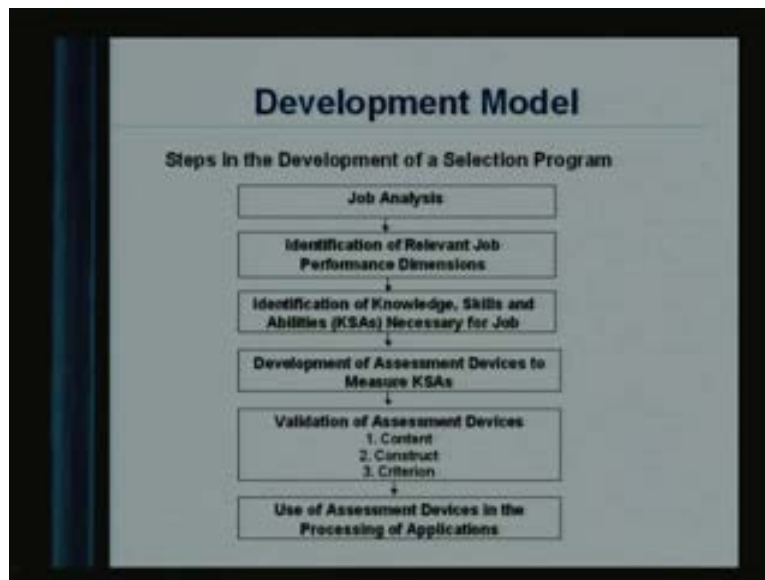 Development Model
Steps in the Development of a Selection Program
Job Analysis
Identification of Relevant Job
Performance Dimensions
Identification of Knowledge, Skills and
Abilities (KSAs) Necessary for Job
Development of Assessment Devices to
Measure KSAs
Validation of Assessment Devices
1. Content
2. Construct
3. Criterion
Use of Assessment Devices in the
Processing of Applications